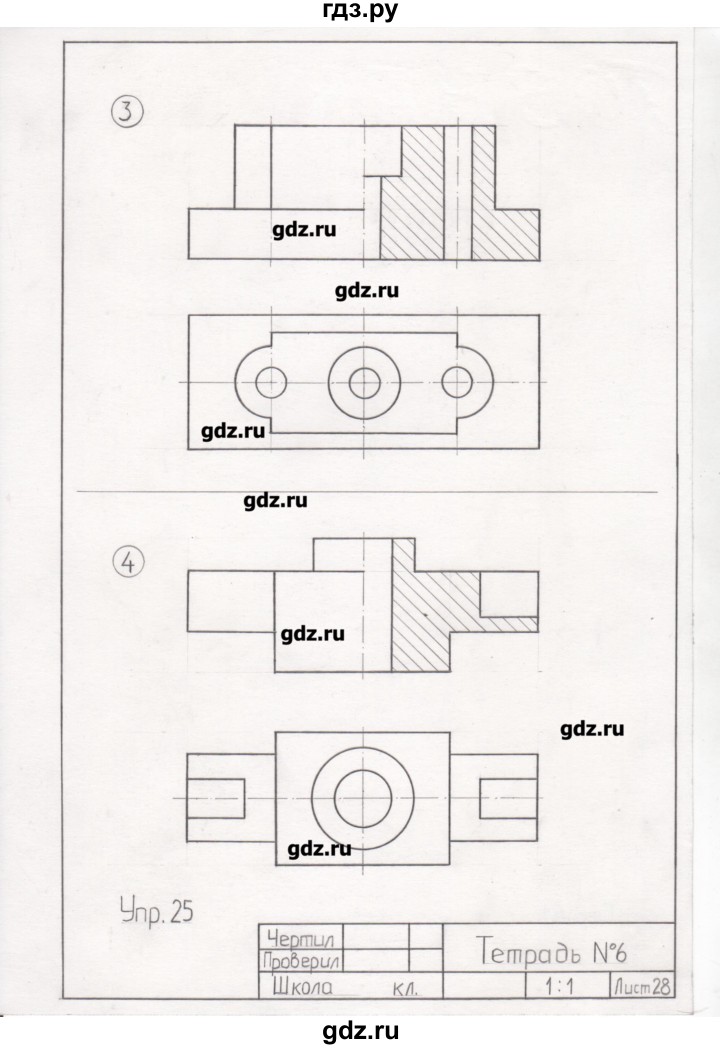 гдз.ру
3
gdz.ru
gdz.ru
gdz.ru
gdz.ru
4
gdz.ru
gdz.ru
gdz.ru
Упр. 25
Чертил
Проверил
Тетрадь №6
Школа кл. 1:1 Лист 28
gdz.ru